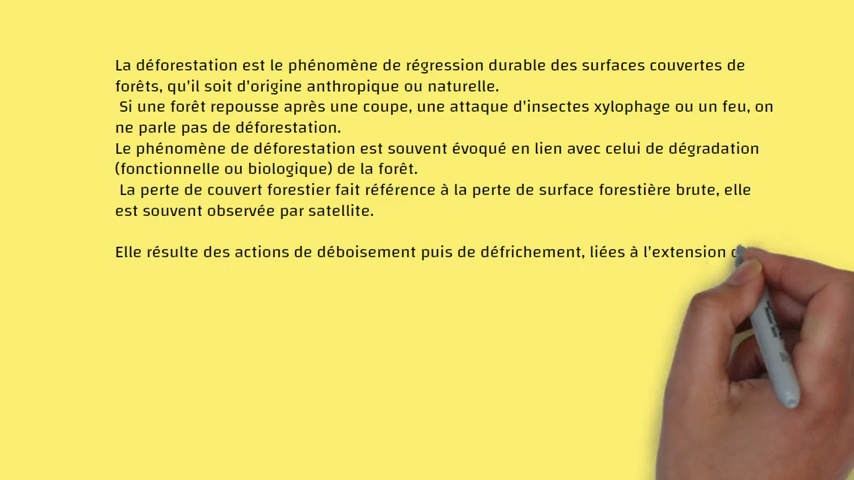 La déforestation est le phénomène de régression durable des surfaces couvertes de
forêts, qu'il soit d'origine anthropique ou naturelle.
Si une forêt repousse après une coupe, une attaque d'insectes xylophage ou un feu, on
ne parle pas de déforestation.
Le phénomène de déforestation est souvent évoqué en lien avec celui de dégradation
(fonctionnelle ou biologique) de la forêt.
La perte de couvert forestier fait référence à la perte de surface forestière brute, elle
est souvent observée par satellite.
Elle résulte des actions de déboisement puis de défrichement, liées à l'extension